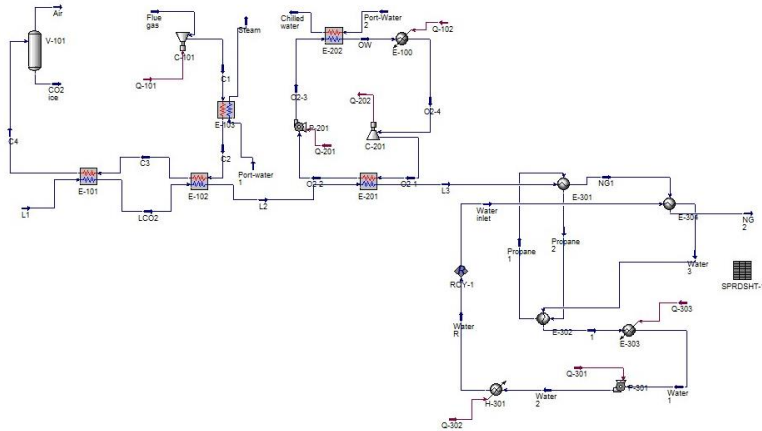 Air
V-101
CO2
ice
C4
Flue
gas
C-101
Q-101
C1
Steam
E-103
C2
Port-water
1
C3
E-101
L1
LCO2
E-102
L2
Chilled
water
Port-Water
2
E-202
OW
E-100
Q-102
O2-3
Q-202
O2-4
P-201
Q-201
C-201
O2-2
E-201
O2-1
L3
NG1
E-301
Water
inlet
E-304
NG
2
Propane
1
Propane
2
Water
3
SPRDSHT-
RCY-1
Water
R
E-302
1
E-303
Q-303
Q-301
P-301
Water
1
Water
2
H-301
Q-302